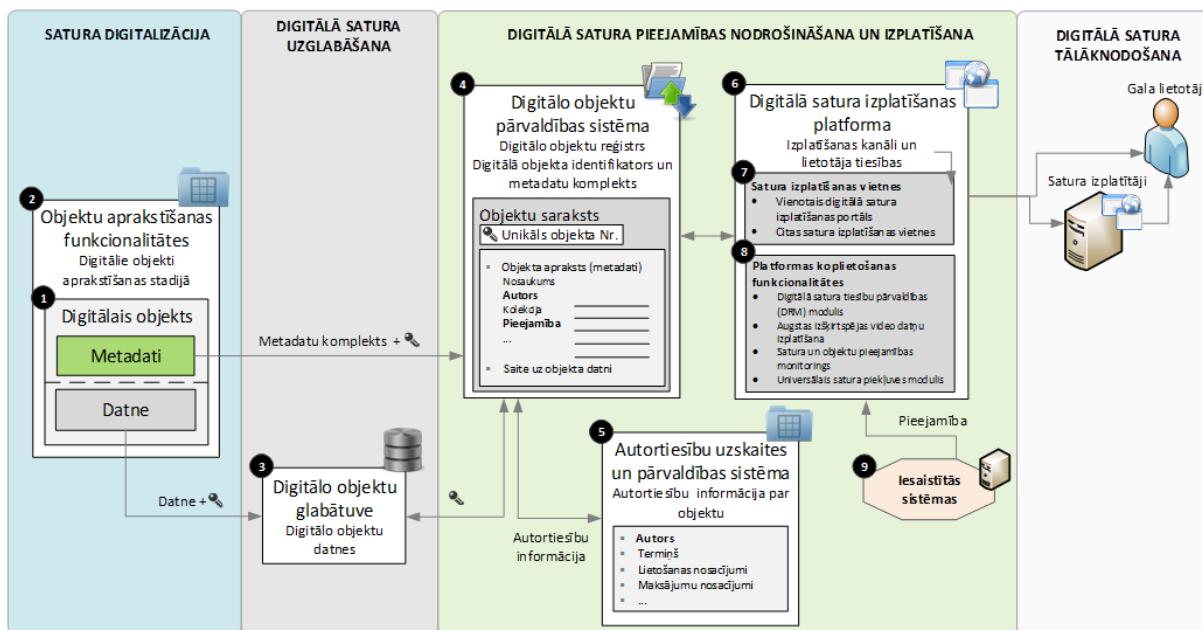 SATURA DIGITALIZĀCIJA
DIGITĀLĀ SATURA
UZGLABĀŠANA
DIGITĀLĀ SATURA PIEEJAMĪBAS NODROŠINĀŠANA UN IZPLATĪŠANA
DIGITĀLĀ SATURA
TĀLĀKNODOŠANA
2
Objektu aprakstīšanas
funkcionalitātes
Digitālie objekti
aprakstīšanas stadijā
1
Digitālais objekts
Metadati
Datne
Metadatu komplekts +
Datne +
3
Digitālo objektu
glabātuve
Digitālo objektu
datnes
4
Digitālo objektu
pārvaldības sistēma
Digitālo objektu reģistrs
Digitālā objekta identifikators un
metadatu komplekts
Objektu saraksts
Unikāls objekta Nr.
Objekta apraksts (metadati)
Nosaukums
Autors
Kolekcija
Pieejamība
...
Saite uz objekta datni
Autortiesību
informācija
5
Autortiesību uzskaites
un pārvaldības sistēma
Autortiesību informācija par
objektu
Autors
Termiņš
Lietošanas nosacījumi
Maksājumu nosacījumi
...
6
Digitālā satura izplatīšanas
platforma
Izplatīšanas kanāli un
lietotāja tiesības
7
Satura izplatīšanas vietnes
Vienotais digitālā satura
izplatīšanas portāls
Citas satura izplatīšanas vietnes
8
Platformas koplietošanas
funkcionalitātes
Digitālā satura tiesību pārvaldības
(DRM) modulis
Augstas izšķirtspējas video datņu
izplatīšana
Satura un objektu pieejamības
monitorings
Universālais satura piekļuves modulis
Pieejamība
9
Iesaistītās
sistēmas
Gala lietotāj
Satura izplatītāji